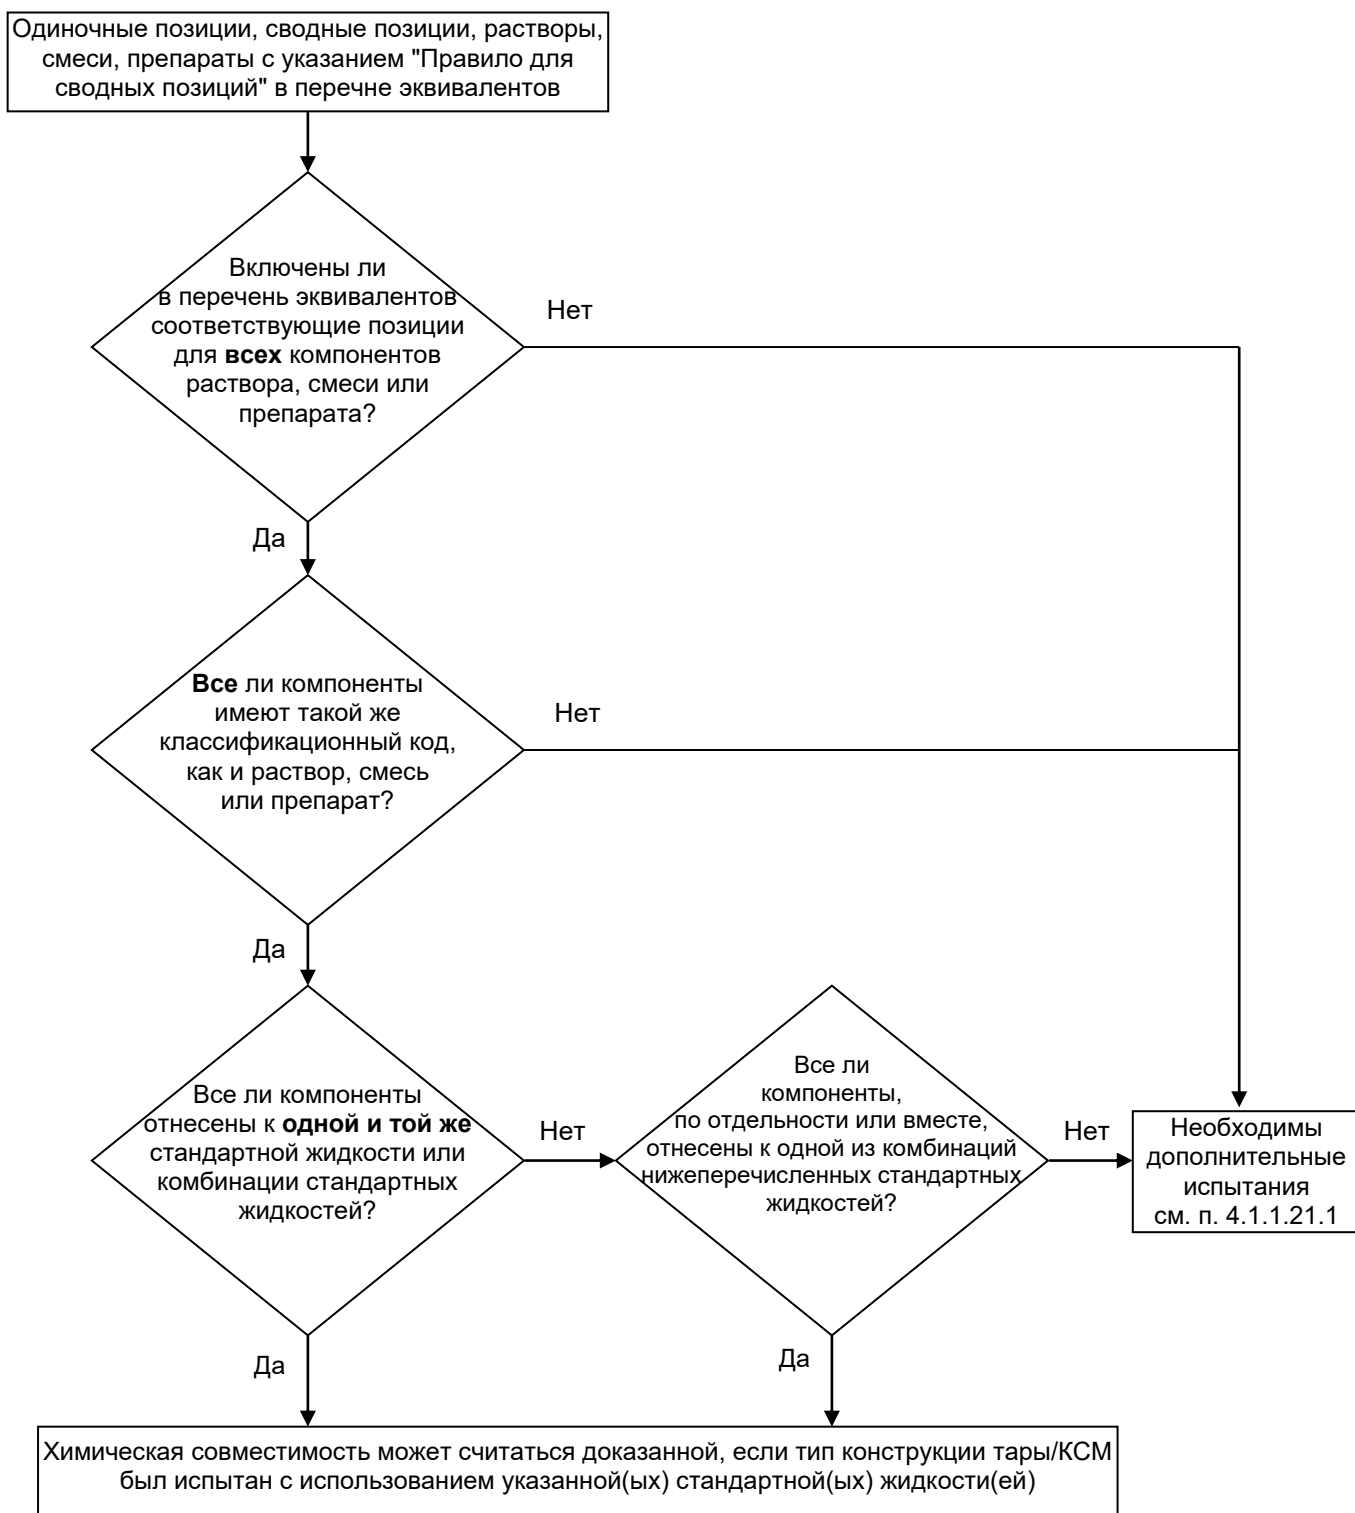 Одиночные позиции, сводные позиции, растворы,
смеси, препараты с указанием "Правило для
сводных позиций" в перечне эквивалентов
Включены ли
в перечень эквивалентов
соответствующие позиции
для всех компонентов
раствора, смеси или
препарата?
Нет
Да
Все ли компоненты
имеют такой же
классификационный код,
как и раствор, смесь
или препарат?
Нет
Да
Все ли компоненты
отнесены к одной и той же
стандартной жидкости или
комбинации стандартных
жидкостей?
Нет
Все ли
компоненты,
по отдельности или вместе,
отнесены к одной из комбинаций
нижеперечисленных стандартных
жидкостей?
Нет
Необходимы
дополнительные
испытания
см. п. 4.1.1.21.1
Да
Да
Химическая совместимость может считаться доказанной, если тип конструкции тары/КСМ
был испытан с использованием указанной(ых) стандартной(ых) жидкости(ей)